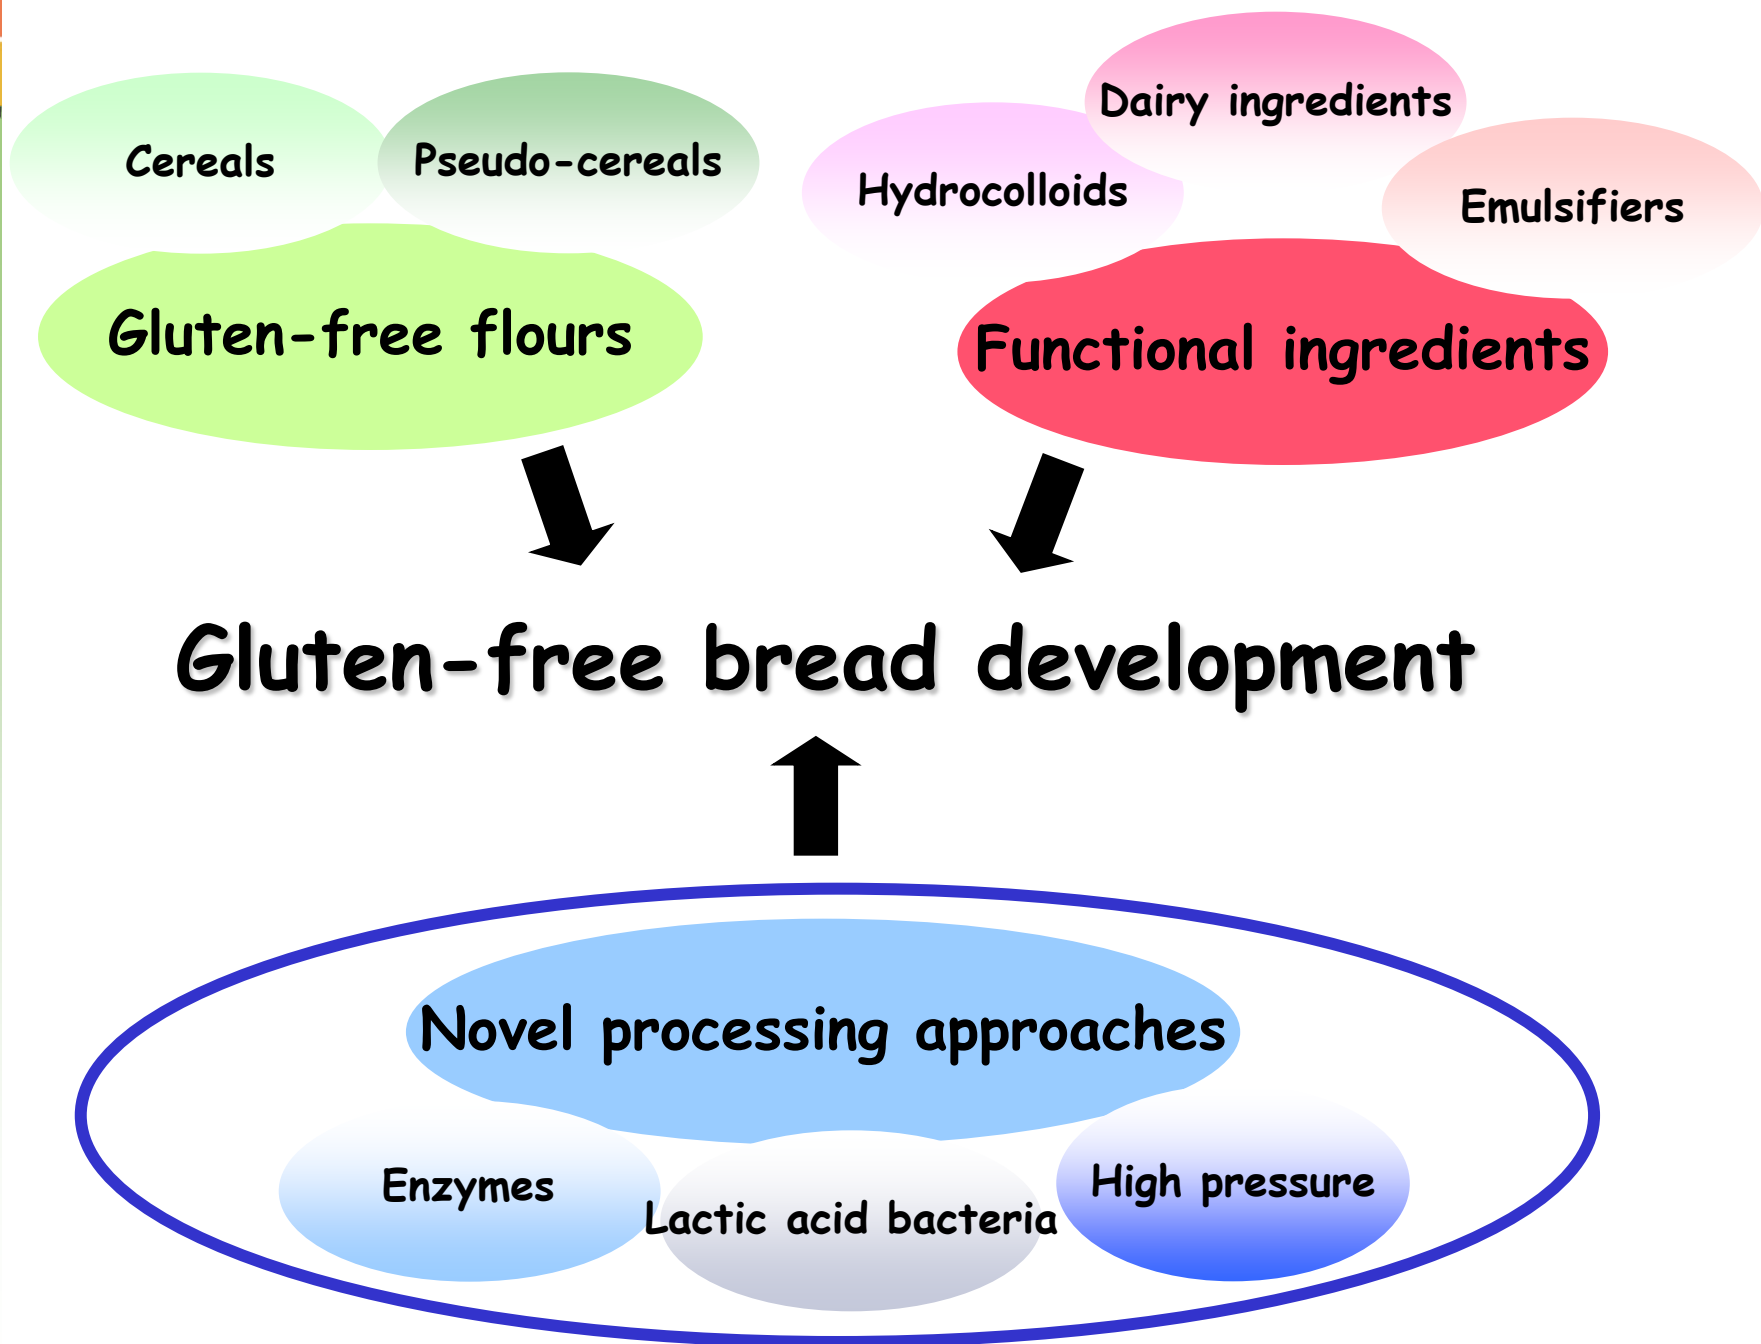 Cereals
Pseudo-cereals
Gluten-free flours
Dairy ingredients
Hydrocolloids
Emulsifiers
Functional ingredients
Gluten-free bread development
Novel processing approaches
Enzymes
Lactic acid bacteria
High pressure